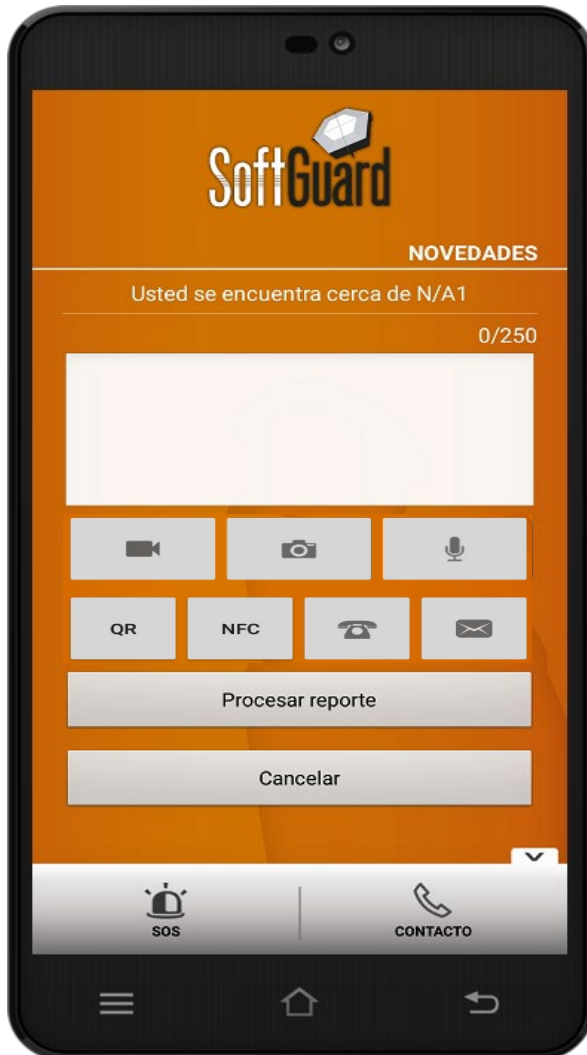 SoftGuard
NOVEDADES
Usted se encuentra cerca de N/A1
0/250
QR NFC
Procesar reporte
Cancelar
SOS CONTACTO